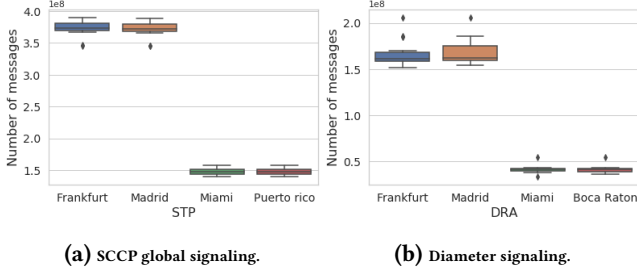 1e8
4.0
3.5
3.0
2.5
2.0
1.5
Number of messages
Frankfurt Madrid Miami Puerto rico
STP
(a) SCCP global signaling.
1e8
2.0
1.5
1.0
0.5
Number of messages
Frankfurt Madrid Miami Boca Raton
DRA
(b) Diameter signaling.